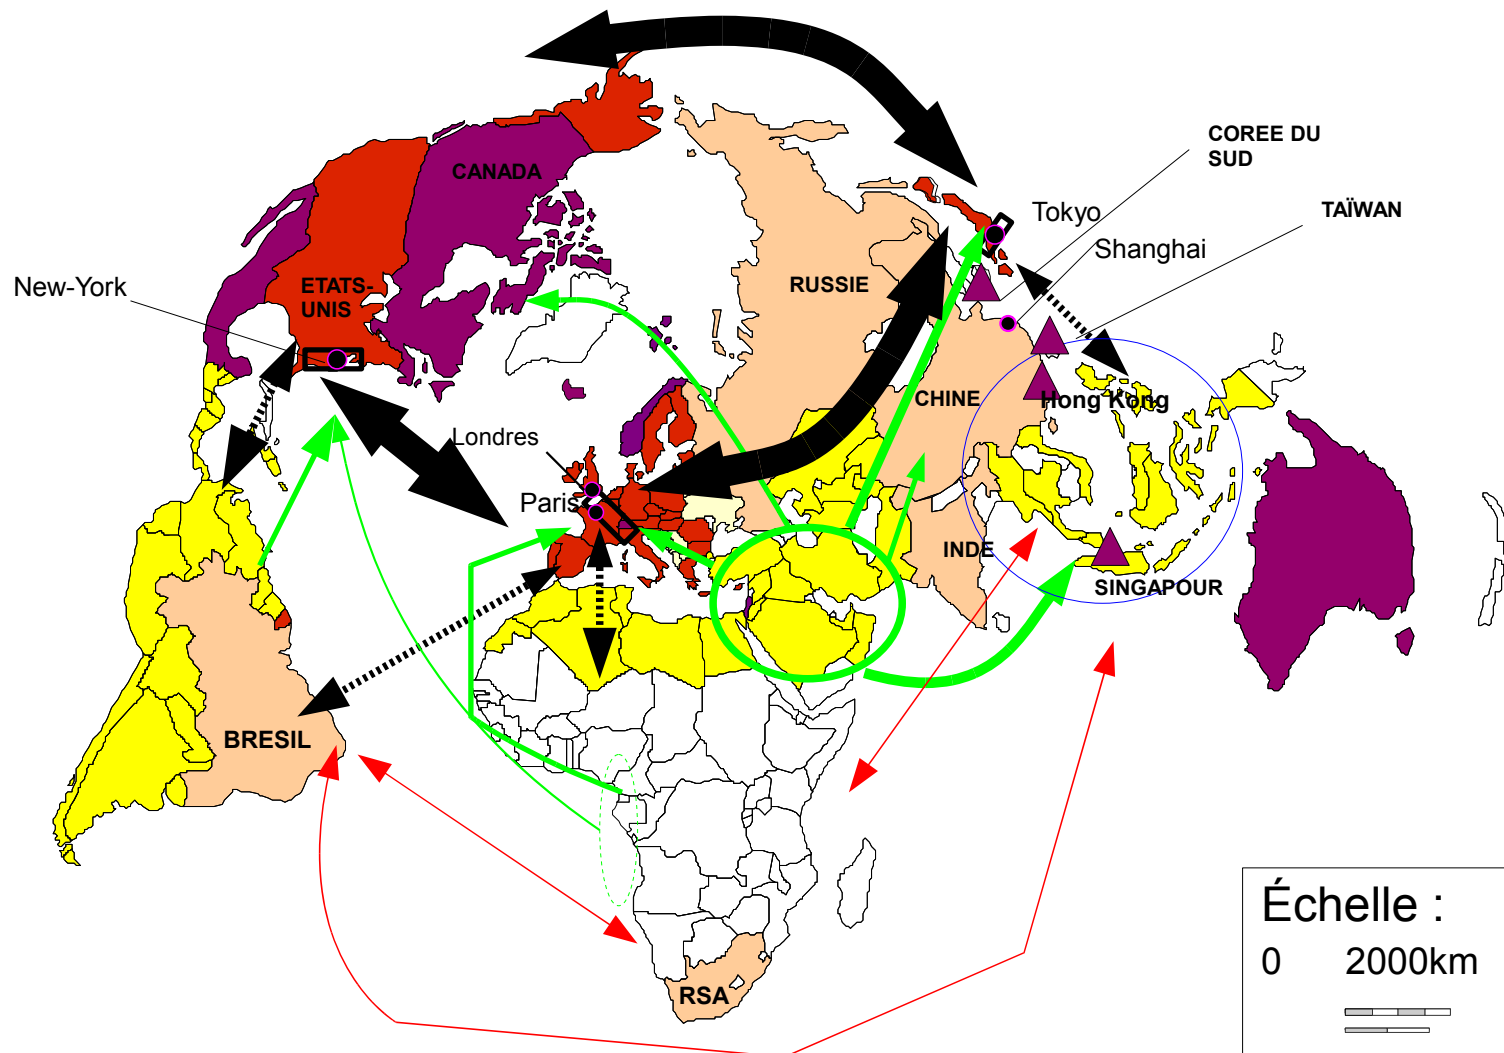 COREE DU
SUD
CANADA
Tokyo
TAÏWAN
Shanghai
New-York
ETATS-
UNIS
RUSSIE
2
CHINE
Hong Kong
Londres
Paris
INDE
SINGAPOUR
BRESIL
RSA
Échelle :
0 2000km